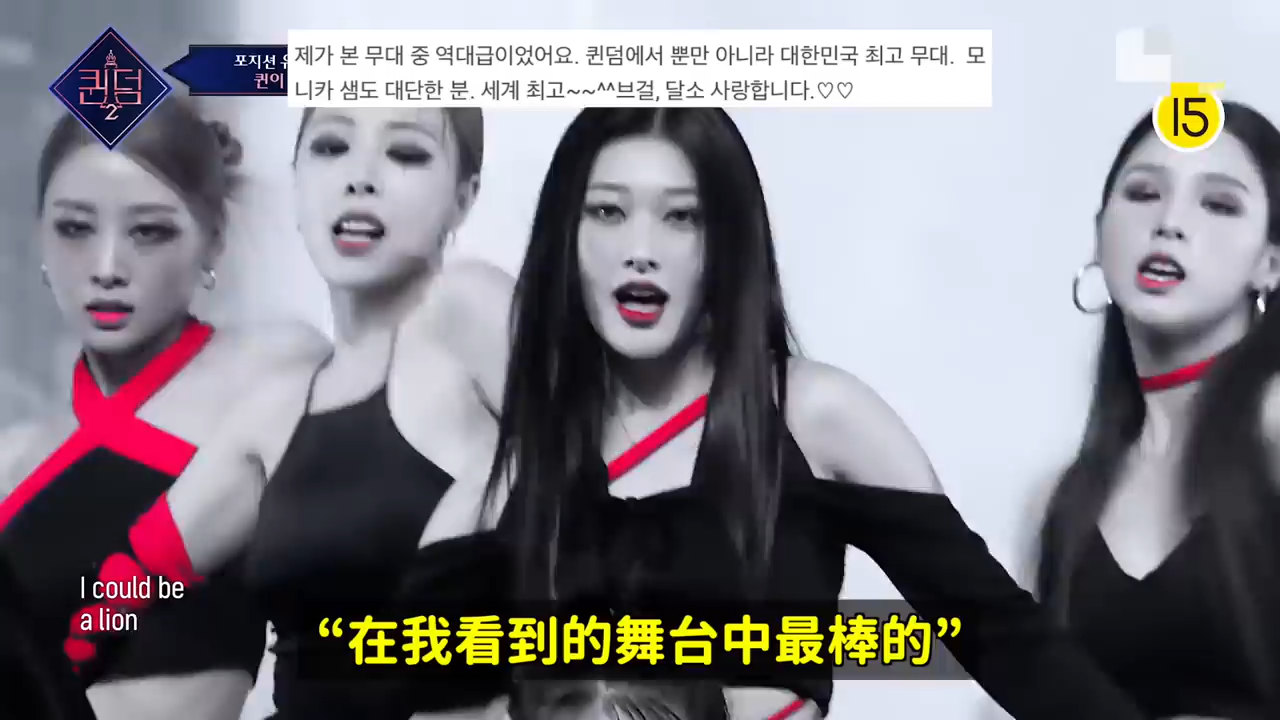 퀸덤
2
포지션 유
퀸이
제가 본 무대 중 역대급이었어요. 퀸덤에서 뿐만 아니라 대한민국 최고 무대. 모
니카 샘도 대단한 분. 세계 최고~~^^브걸, 달소 사랑합니다.♡♡
15
I could be
a lion
“在我看到的舞台中最棒的”